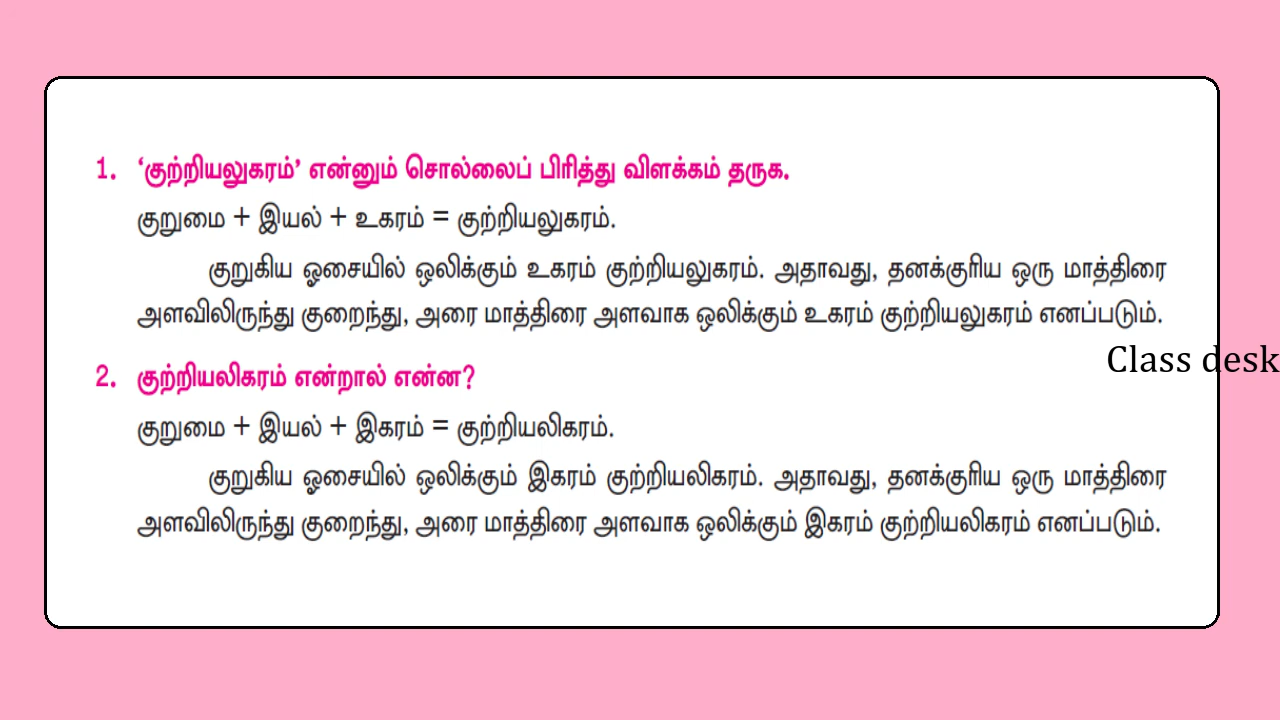 1. ‘குற்றியலுகரம்’ என்னும் சொல்லைப் பிரித்து விளக்கம் தருக.
குறுமை + இயல் + உகரம் = குற்றியலுகரம்.
குறுகிய ஓசையில் ஒலிக்கும் உகரம் குற்றியலுகரம். அதாவது, தனக்குரிய ஒரு மாத்திரை
அளவிலிருந்து குறைந்து, அரை மாத்திரை அளவாக ஒலிக்கும் உகரம் குற்றியலுகரம் எனப்படும்.
Class desk
2. குற்றியலிகரம் என்றால் என்ன?
குறுமை + இயல் + இகரம் = குற்றியலிகரம்.
குறுகிய ஓசையில் ஒலிக்கும் இகரம் குற்றியலிகரம். அதாவது, தனக்குரிய ஒரு மாத்திரை
அளவிலிருந்து குறைந்து, அரை மாத்திரை அளவாக ஒலிக்கும் இகரம் குற்றியலிகரம் எனப்படும்.